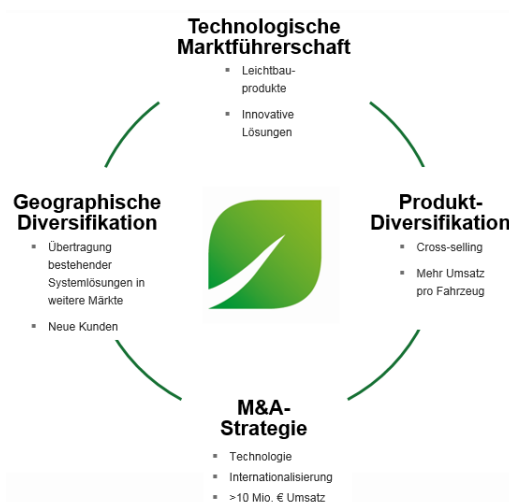 Technologische
Marktführerschaft
Leichtbau-
produkte
Innovative
Lösungen
Geographische
Diversifikation
Übertragung
bestehender
Systemlösungen in
weitere Märkte
Neue Kunden
Produkt-
Diversifikation
Cross-selling
Mehr Umsatz
pro Fahrzeug
M&A-
Strategie
Technologie
Internationalisierung
>10 Mio. € Umsatz